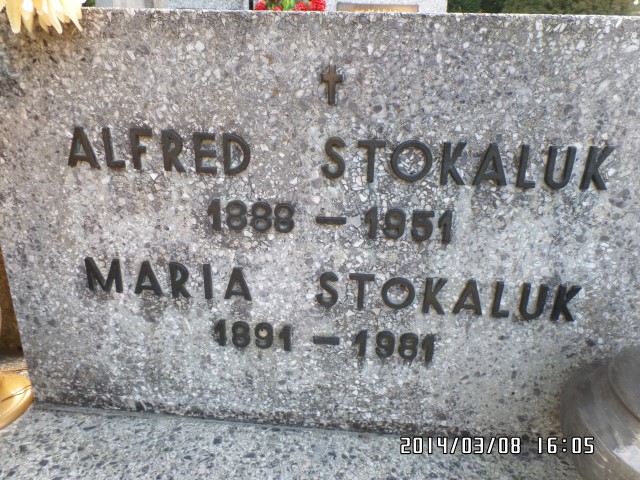 ALFRED STOKALUK
1888 – 1951
MARIA STOKALUK
1891 – 1981
2014/03/08 16:05